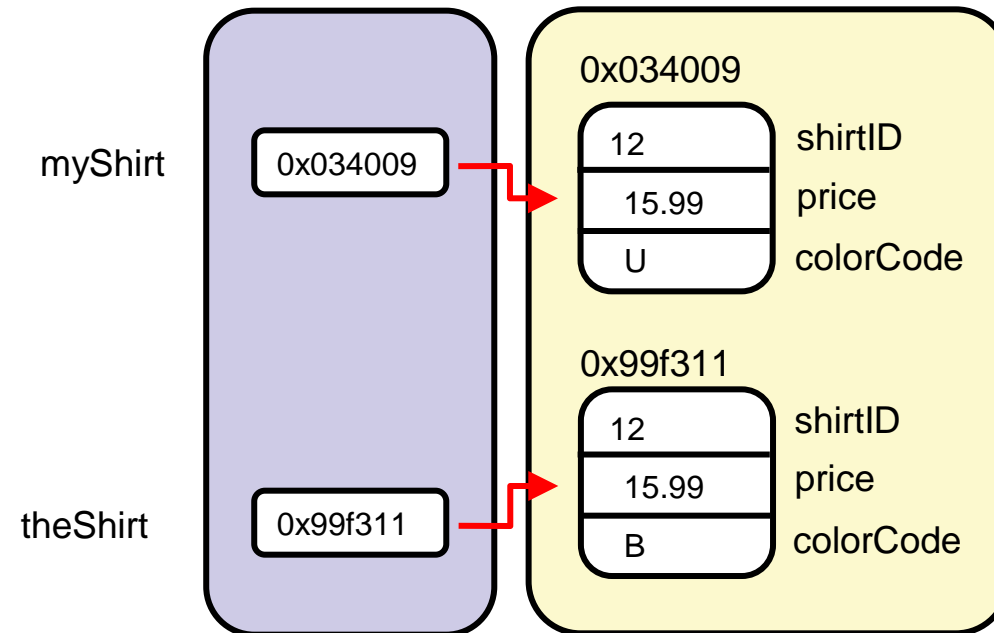 0x034009
myShirt
0x034009
12
shirtID
15.99
price
U
colorCode
0x99f311
12
shirtID
15.99
price
theShirt
0x99f311
B
colorCode